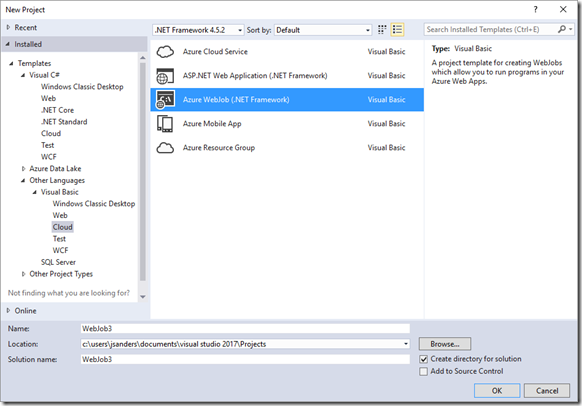 New Project
? ×
Recent
.NET Framework 4.5.2 Sort by: Default
Search Installed Templates (Ctrl+E)
Installed
Templates
Visual C#
Windows Classic Desktop
Web
.NET Core
.NET Standard
Cloud
Test
WCF
Azure Data Lake
Other Languages
Visual Basic
Windows Classic Desktop
Web
Cloud
Test
WCF
SQL Server
Other Project Types
Not finding what you are looking for?
Online
Azure Cloud Service Visual Basic
ASP.NET Web Application (.NET Framework) Visual Basic
Azure WebJob (.NET Framework) Visual Basic
Azure Mobile App Visual Basic
Azure Resource Group Visual Basic
Type: Visual Basic
A project template for creating WebJobs
which allow you to run programs in your
Azure Web Apps.
Name: WebJob3
Location: c:\users\jsanders\documents\visual studio 2017\Projects
Browse...
Solution name: WebJob3
Create directory for solution
Add to Source Control
OK Cancel